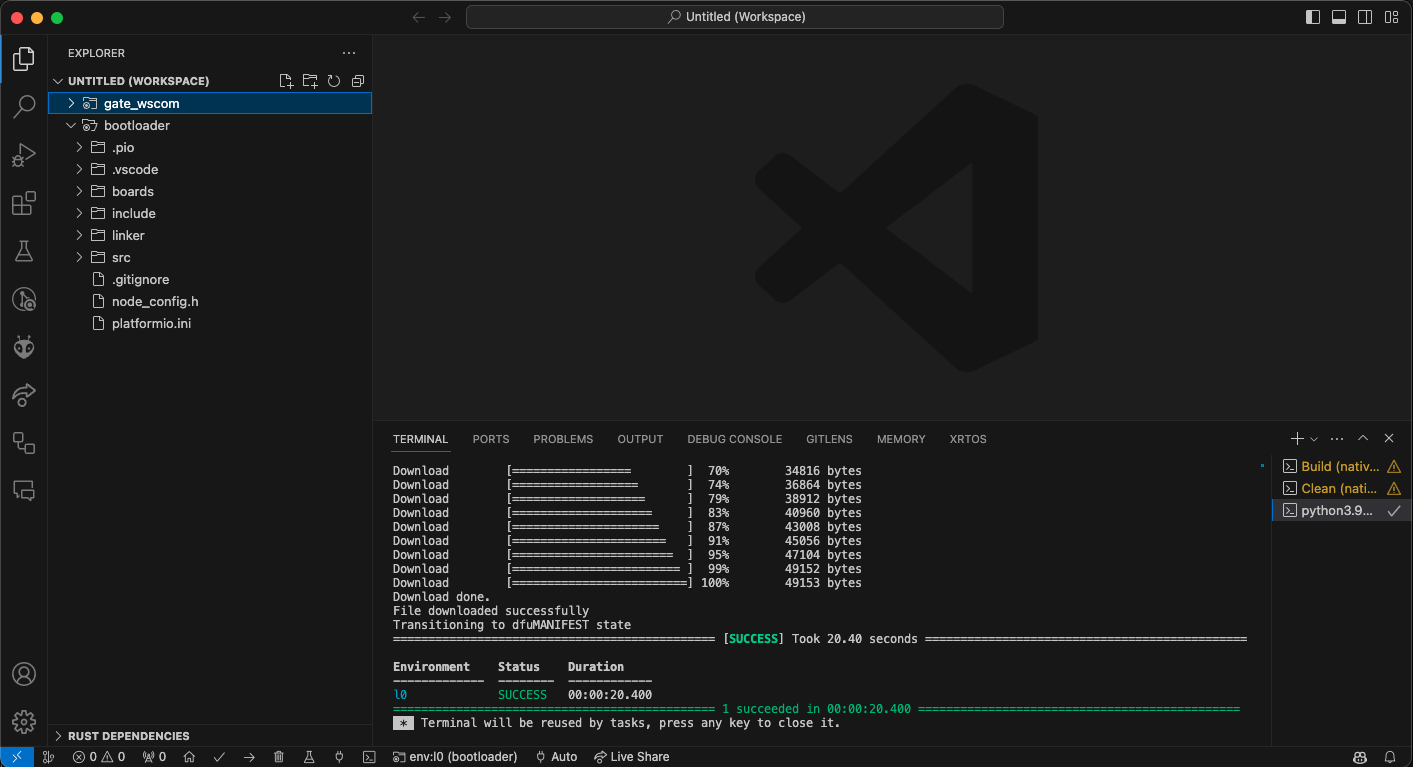 Untitled (Workspace)
EXPLORER
UNTITLED (WORKSPACE)
gate_wscom
bootloader
.pio
.vscode
boards
include
linker
src
.gitignore
node_config.h
platformio.ini
RUST DEPENDENCIES
TERMINAL PORTS PROBLEMS OUTPUT DEBUG CONSOLE GITLENS MEMORY XRTOS
Download [================= ] 70% 34816 bytes
Download [================== ] 74% 36864 bytes
Download [=================== ] 79% 38912 bytes
Download [==================== ] 83% 40960 bytes
Download [===================== ] 87% 43008 bytes
Download [====================== ] 91% 45056 bytes
Download [======================= ] 95% 47104 bytes
Download [======================== ] 99% 49152 bytes
Download [=========================] 100% 49153 bytes
Download done.
File downloaded successfully
Transitioning to dfuMANIFEST state
============================================== [SUCCESS] Took 20.40 seconds ==============================================
Environment Status Duration
------------- -------- ------------
l0 SUCCESS 00:00:20.400
============================================== 1 succeeded in 00:00:20.400 ==============================================
* Terminal will be reused by tasks, press any key to close it.
Build (nativ...
Clean (nati...
python3.9...
0 0 0 env:l0 (bootloader) Auto Live Share